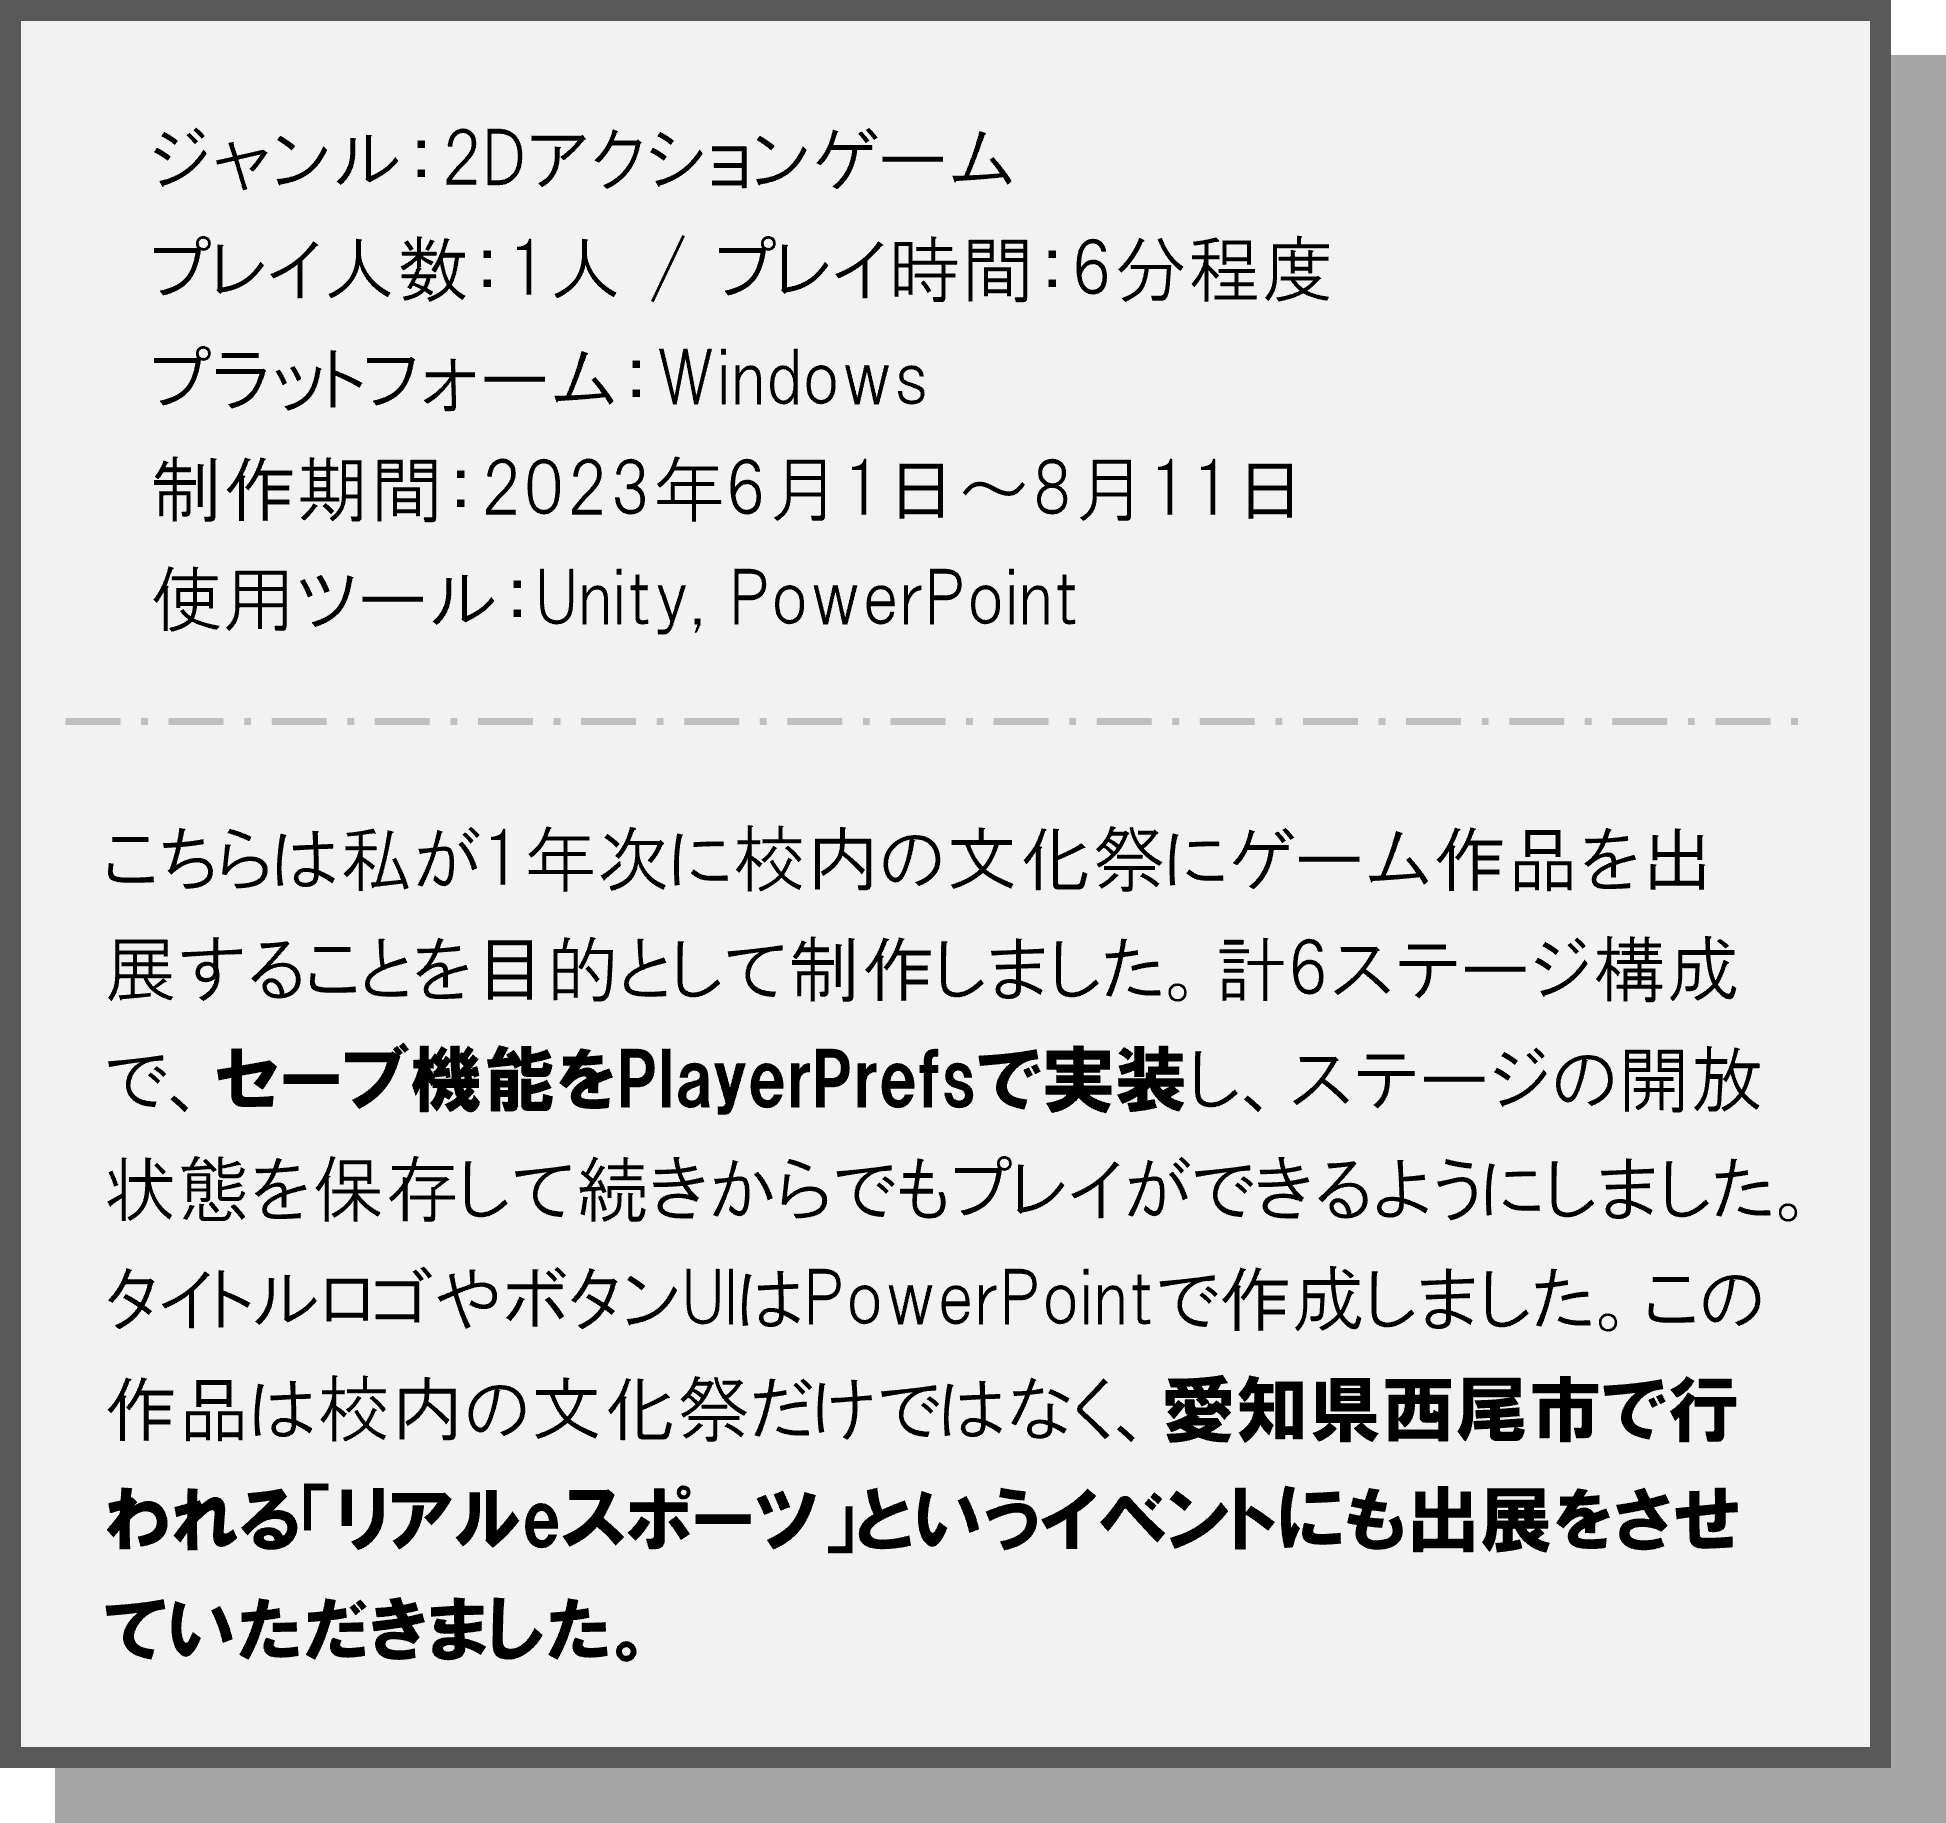 ジャンル：2Dアクションゲーム
プレイ人数：1人 / プレイ時間：6分程度
プラットフォーム：Windows
制作期間：2023年6月1日～8月11日
使用ツール：Unity, PowerPoint
こちらは私が1年次に校内の文化祭にゲーム作品を出
展することを目的として制作しました。計6ステージ構成
で、セーブ機能をPlayerPrefsで実装し、ステージの開放
状態を保存して続きからでもプレイができるようにしました。
タイトルロゴやボタンUIはPowerPointで作成しました。この
作品は校内の文化祭だけではなく、愛知県西尾市で行
われる「リアルeスポーツ」というイベントにも出展をさせ
ていただきました。